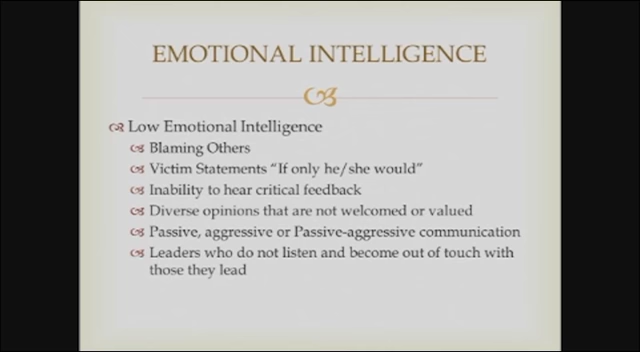 EMOTIONAL INTELLIGENCE
Low Emotional Intelligence
Blaming Others
Victim Statements "If only he/she would"
Inability to hear critical feedback
Diverse opinions that are not welcomed or valued
Passive, aggressive or Passive-aggressive communication
Leaders who do not listen and become out of touch with
those they lead